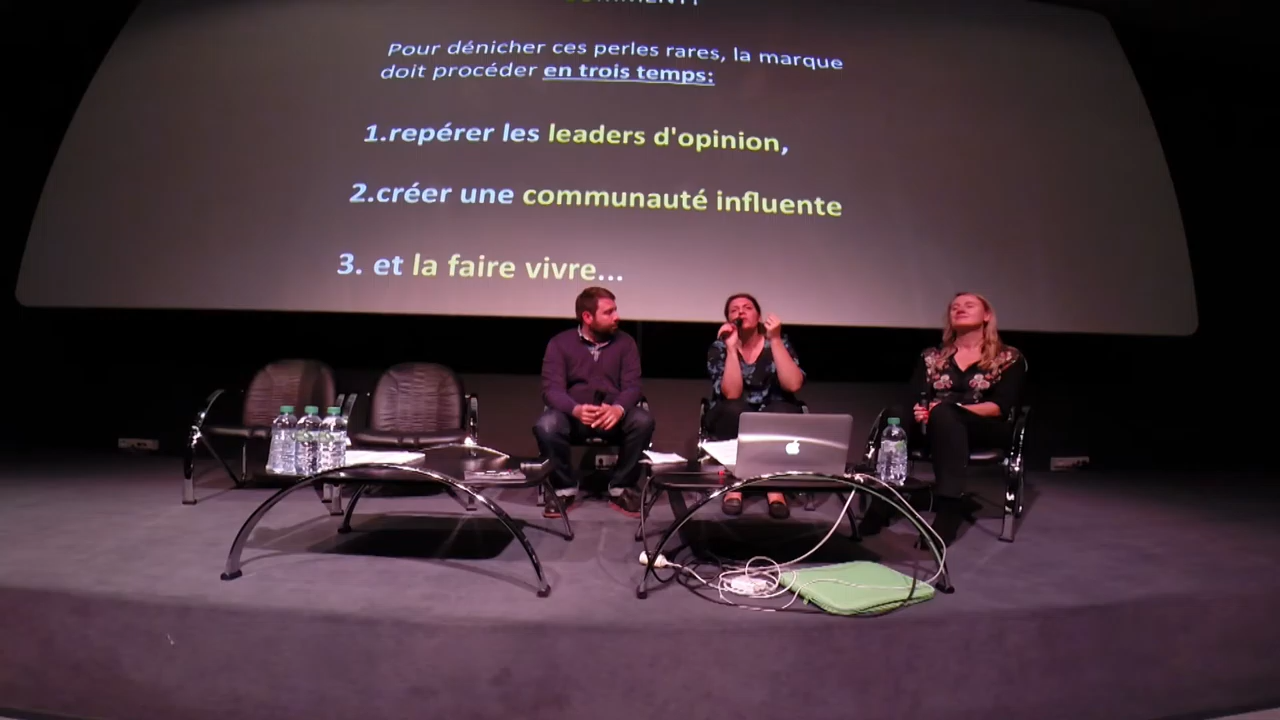 Pour dénicher ces perles rares, la marque
doit procéder en trois temps:
1.repérer les leaders d'opinion,
2.créer une communauté influente
3. et la faire vivre...